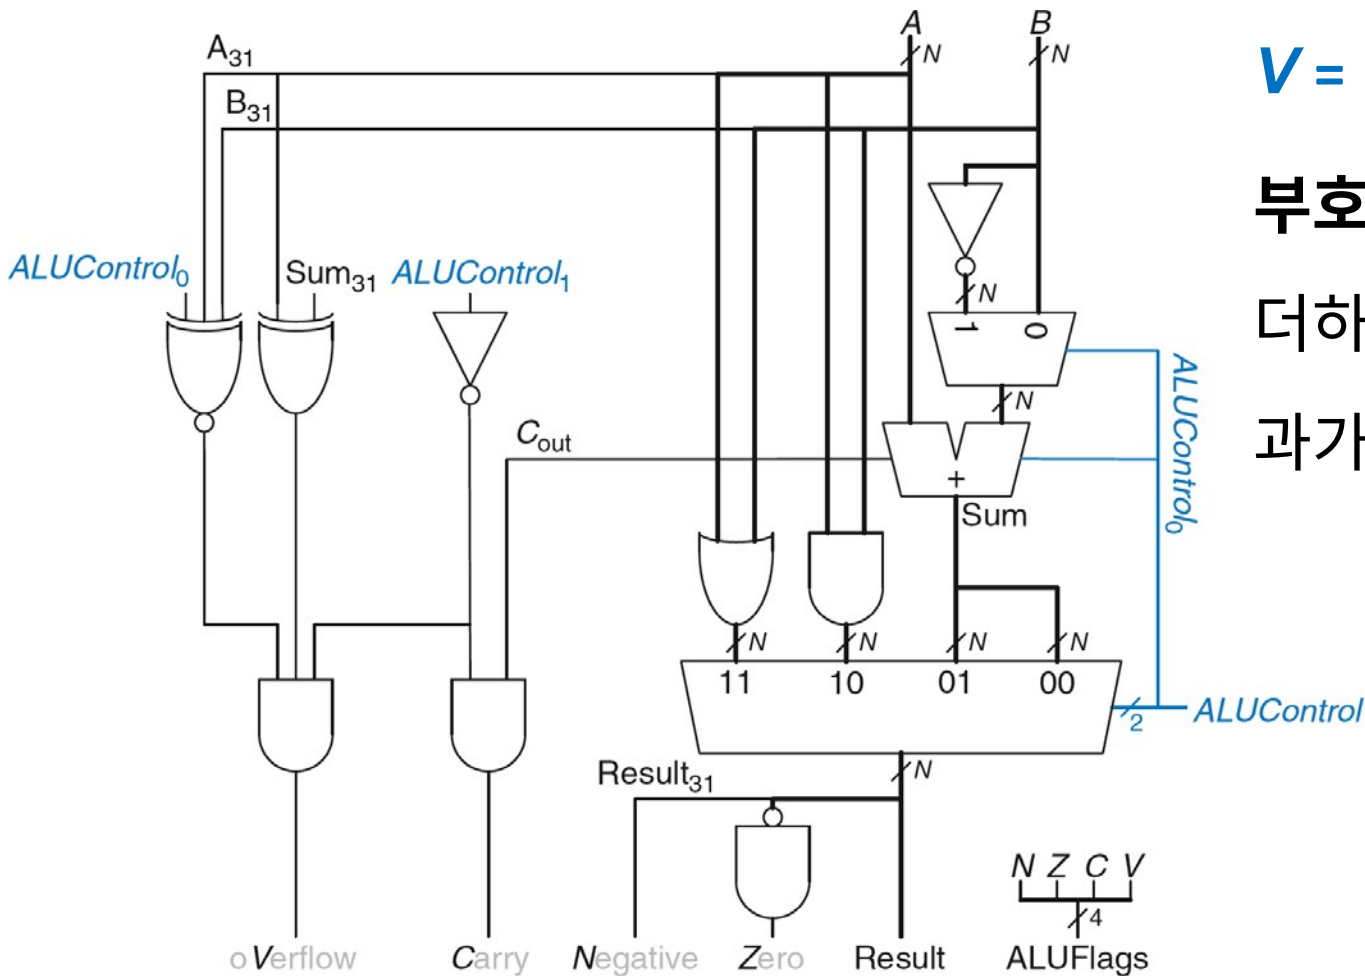 A B
N N
A31
B31
V =
부호
더하
과가
ALUControl0 Sum31 ALUControl1
N
1 0
N
ALUControl0
Cout
+
Sum
N N N N
11 10 01 00
2 ALUControl
N
Result31
N Z C V
4
oVerflow Carry Negative Zero Result ALUFlags